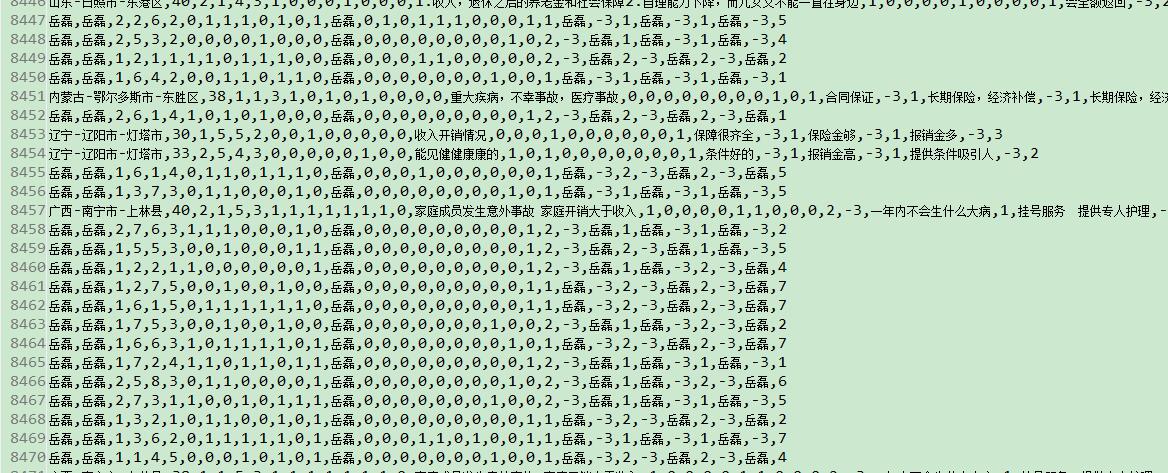 8446 山东-日照市-东港区,40,2,1,4,3,1,0,0,0,1,0,0,0,1.收入，退休之后的养老金和社会保障2.自理能力下降，而儿女又不能一直在身边,1,0,0,0,0,1,0,0,0,0,1,会全额返回,-3,2
8447 岳磊,岳磊,2,2,6,2,0,1,1,0,1,1,0,1,岳磊,0,1,0,1,1,0,0,0,0,1,1,岳磊,-3,1,岳磊,-3,1,岳磊,-3,5
8448 岳磊,岳磊,2,5,3,2,0,0,0,0,0,0,0,1,岳磊,0,0,0,0,0,0,0,0,1,0,2,-3,岳磊,1,岳磊,-3,1,岳磊,-3,4
8449 岳磊,岳磊,1,2,1,1,1,1,0,1,1,1,0,0,岳磊,0,0,0,0,0,0,0,0,0,1,2,-3,岳磊,2,-3,岳磊,2,-3,岳磊,2
8450 岳磊,岳磊,1,6,4,2,0,0,1,1,0,1,1,0,岳磊,0,0,0,0,0,0,0,1,0,0,1,岳磊,-3,1,岳磊,-3,1,岳磊,-3,1
8451 内蒙古-鄂尔多斯市-东胜区,38,1,1,3,1,0,1,0,1,0,0,0,0,重大疾病，不幸事故，医疗事故,0,0,0,0,0,0,0,0,1,0,1,合同保证,-3,1,长期保险，经济补偿,-3,1,长期保险，经济
8452 岳磊,岳磊,2,6,1,4,1,0,1,1,0,1,0,0,岳磊,0,0,0,0,0,0,0,0,0,1,2,-3,岳磊,2,-3,岳磊,2,-3,岳磊,1
8453 辽宁-辽阳市-灯塔市,30,1,5,5,2,0,0,1,0,0,0,0,0,收入开销情况,0,0,0,1,0,0,0,0,0,0,1,保障很齐全,-3,1,保险金够,-3,1,报销金多,-3,3
8454 辽宁-辽阳市-灯塔市,33,2,5,4,3,0,0,0,0,0,1,0,0,能见健健康康的,1,0,1,0,0,0,0,0,0,0,1,条件好的,-3,1,报销金高,-3,1,提供条件吸引人,-3,2
8455 岳磊,岳磊,1,6,1,4,0,1,1,0,1,1,1,0,岳磊,0,0,0,0,0,0,0,0,1,0,1,岳磊,-3,2,-3,岳磊,2,-3,岳磊,5
8456 岳磊,岳磊,1,3,7,3,0,1,1,0,1,1,0,0,岳磊,0,0,0,0,0,0,0,1,0,0,1,岳磊,-3,1,岳磊,-3,1,岳磊,-3,5
8457 广西-南宁市-上林县,40,2,1,5,3,1,1,1,1,1,1,1,0,家庭成员发生意外事故 家庭开销大于收入,1,0,0,0,0,1,1,0,0,0,2,-3,一年内不会生什么大病,1,挂号服务　提供专人护理,-
8458 岳磊,岳磊,2,7,6,3,1,1,1,0,0,1,1,0,岳磊,0,0,0,0,0,0,0,0,0,1,2,-3,岳磊,1,岳磊,-3,1,岳磊,-3,2
8459 岳磊,岳磊,1,5,5,3,0,0,0,1,0,0,0,1,岳磊,0,0,0,0,0,0,0,0,0,1,2,-3,岳磊,1,岳磊,-3,1,岳磊,-3,5
8460 岳磊,岳磊,1,2,2,1,1,0,0,0,0,0,0,1,岳磊,0,0,0,0,0,0,0,0,0,1,2,-3,岳磊,1,岳磊,-3,2,-3,岳磊,4
8461 岳磊,岳磊,1,2,7,5,0,0,0,1,0,0,0,1,岳磊,0,0,0,0,0,0,0,0,0,1,1,岳磊,-3,2,-3,岳磊,2,-3,岳磊,7
8462 岳磊,岳磊,1,6,1,5,0,1,1,1,1,1,1,0,岳磊,0,0,0,0,0,0,0,0,0,1,1,岳磊,-3,2,-3,岳磊,2,-3,岳磊,7
8463 岳磊,岳磊,1,7,5,3,0,0,1,0,0,1,0,0,岳磊,0,0,0,0,0,0,0,1,0,0,2,-3,岳磊,1,岳磊,-3,2,-3,岳磊,2
8464 岳磊,岳磊,1,6,6,3,1,0,1,1,1,1,0,1,岳磊,0,0,0,0,0,0,0,1,0,0,1,岳磊,-3,2,-3,岳磊,2,-3,岳磊,7
8465 岳磊,岳磊,1,7,2,4,1,1,0,1,1,0,1,0,岳磊,0,0,0,0,0,0,0,0,0,1,1,岳磊,-3,2,-3,岳磊,1,岳磊,-3,1
8466 岳磊,岳磊,2,5,8,3,0,1,1,0,0,0,0,1,岳磊,0,0,0,0,0,0,0,0,1,0,2,-3,岳磊,1,岳磊,-3,2,-3,岳磊,6
8467 岳磊,岳磊,2,7,3,1,1,0,0,1,0,1,1,1,岳磊,0,0,0,0,0,0,0,1,0,0,2,-3,岳磊,1,岳磊,-3,1,岳磊,-3,5
8468 岳磊,岳磊,1,3,2,1,0,1,1,0,0,1,0,1,岳磊,0,0,0,0,0,0,0,0,0,1,1,岳磊,-3,2,-3,岳磊,2,-3,岳磊,2
8469 岳磊,岳磊,1,3,6,2,0,1,1,1,1,1,0,1,岳磊,0,0,0,1,1,0,1,0,0,0,1,岳磊,-3,1,岳磊,-3,1,岳磊,-3,7
8470 岳磊,岳磊,1,1,4,5,0,0,0,1,0,1,0,1,岳磊,0,0,0,0,0,0,0,0,0,1,1,岳磊,-3,2,-3,岳磊,2,-3,岳磊,4